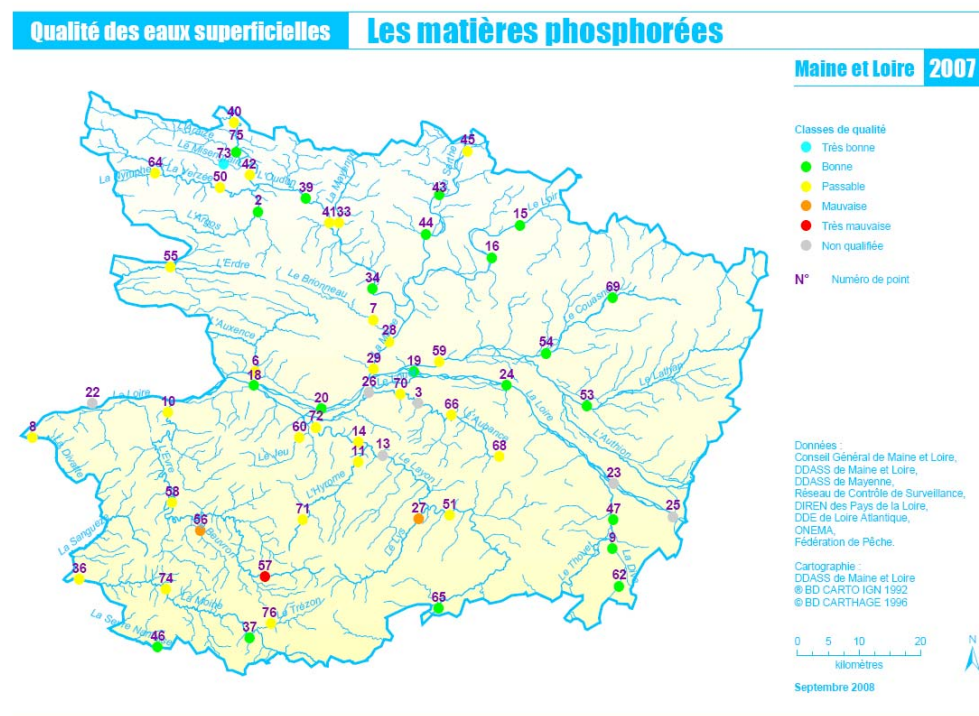 Qualité des eaux superficielles
Les matières phosphorées
Maine et Loire 2007
Classes de qualité
Très bonne
Bonne
Passable
Mauvaise
Très mauvaise
Non qualifiée
N° Numéro de point
40
L'Araize
75
45
73
42
64
La Nymphe
La Verzée
50
L'Oudon
39
La Mayenne
La Sarthe
43
2
41 33
15
Le Loir
L'Argos
44
16
55
L'Erdre
Le Brionneau
34
69
Le Couasnon
7
L'Auxence
28
54
59
6
29
19
18
26
70
24
Le Lathan
22
La Loire
10
20
3
La Loire
53
8
72
66
L'Aubance
L'Authion
60
14
13
La Divatte
Le Jeu
11
Le Layon
68
L'Evre
L'Hyrome
23
58
71
27
51
25
56
47
La Sanguèze
Beuvron
Le Lys
57
9
Le Thouet
La Dive
36
74
62
La Moine
65
76
Le Trézon
37
46
La Sèvre Nantaise
Données :
Conseil Général de Maine et Loire,
DDASS de Maine et Loire,
DDASS de Mayenne,
Réseau de Contrôle de Surveillance,
DIREN des Pays de la Loire,
DDE de Loire Atlantique,
ONEMA,
Fédération de Pêche.
Cartographie :
DDASS de Maine et Loire
® BD CARTO IGN 1992
© BD CARTHAGE 1996
0 5 10 20
kilomètres
N
Septembre 2008